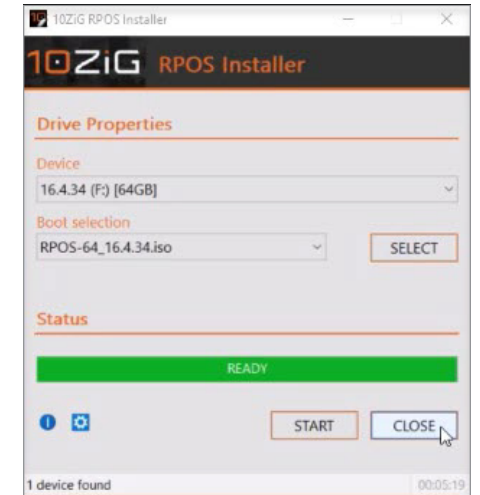 10ZiG RPOS Installer
10ZiG RPOS Installer
Drive Properties
Device
16.4.34 (F:) [64GB]
Boot selection
RPOS-64_16.4.34.iso
SELECT
Status
READY
START
CLOSE
1 device found
00:05:19